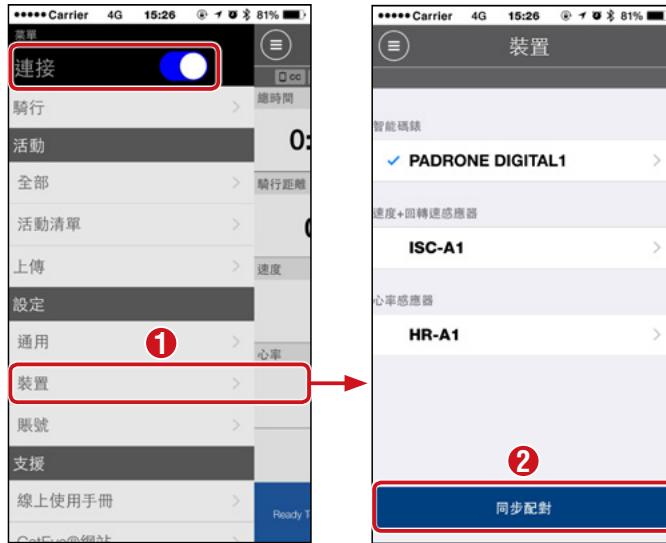 ●●●●● Carrier 4G 15:26 81%
菜單
連接
騎行
活動
全部
活動清單
上傳
設定
通用
❶
裝置
賬號
支援
線上使用手冊
cc
總時間
0:
騎行距離
速度
心率
Ready T
●●●●● Carrier 4G 15:26 81%
裝置
智能碼錶
✓ PADRONE DIGITAL1
速度+回轉速感應器
ISC-A1
心率感應器
HR-A1
❷
同步配對